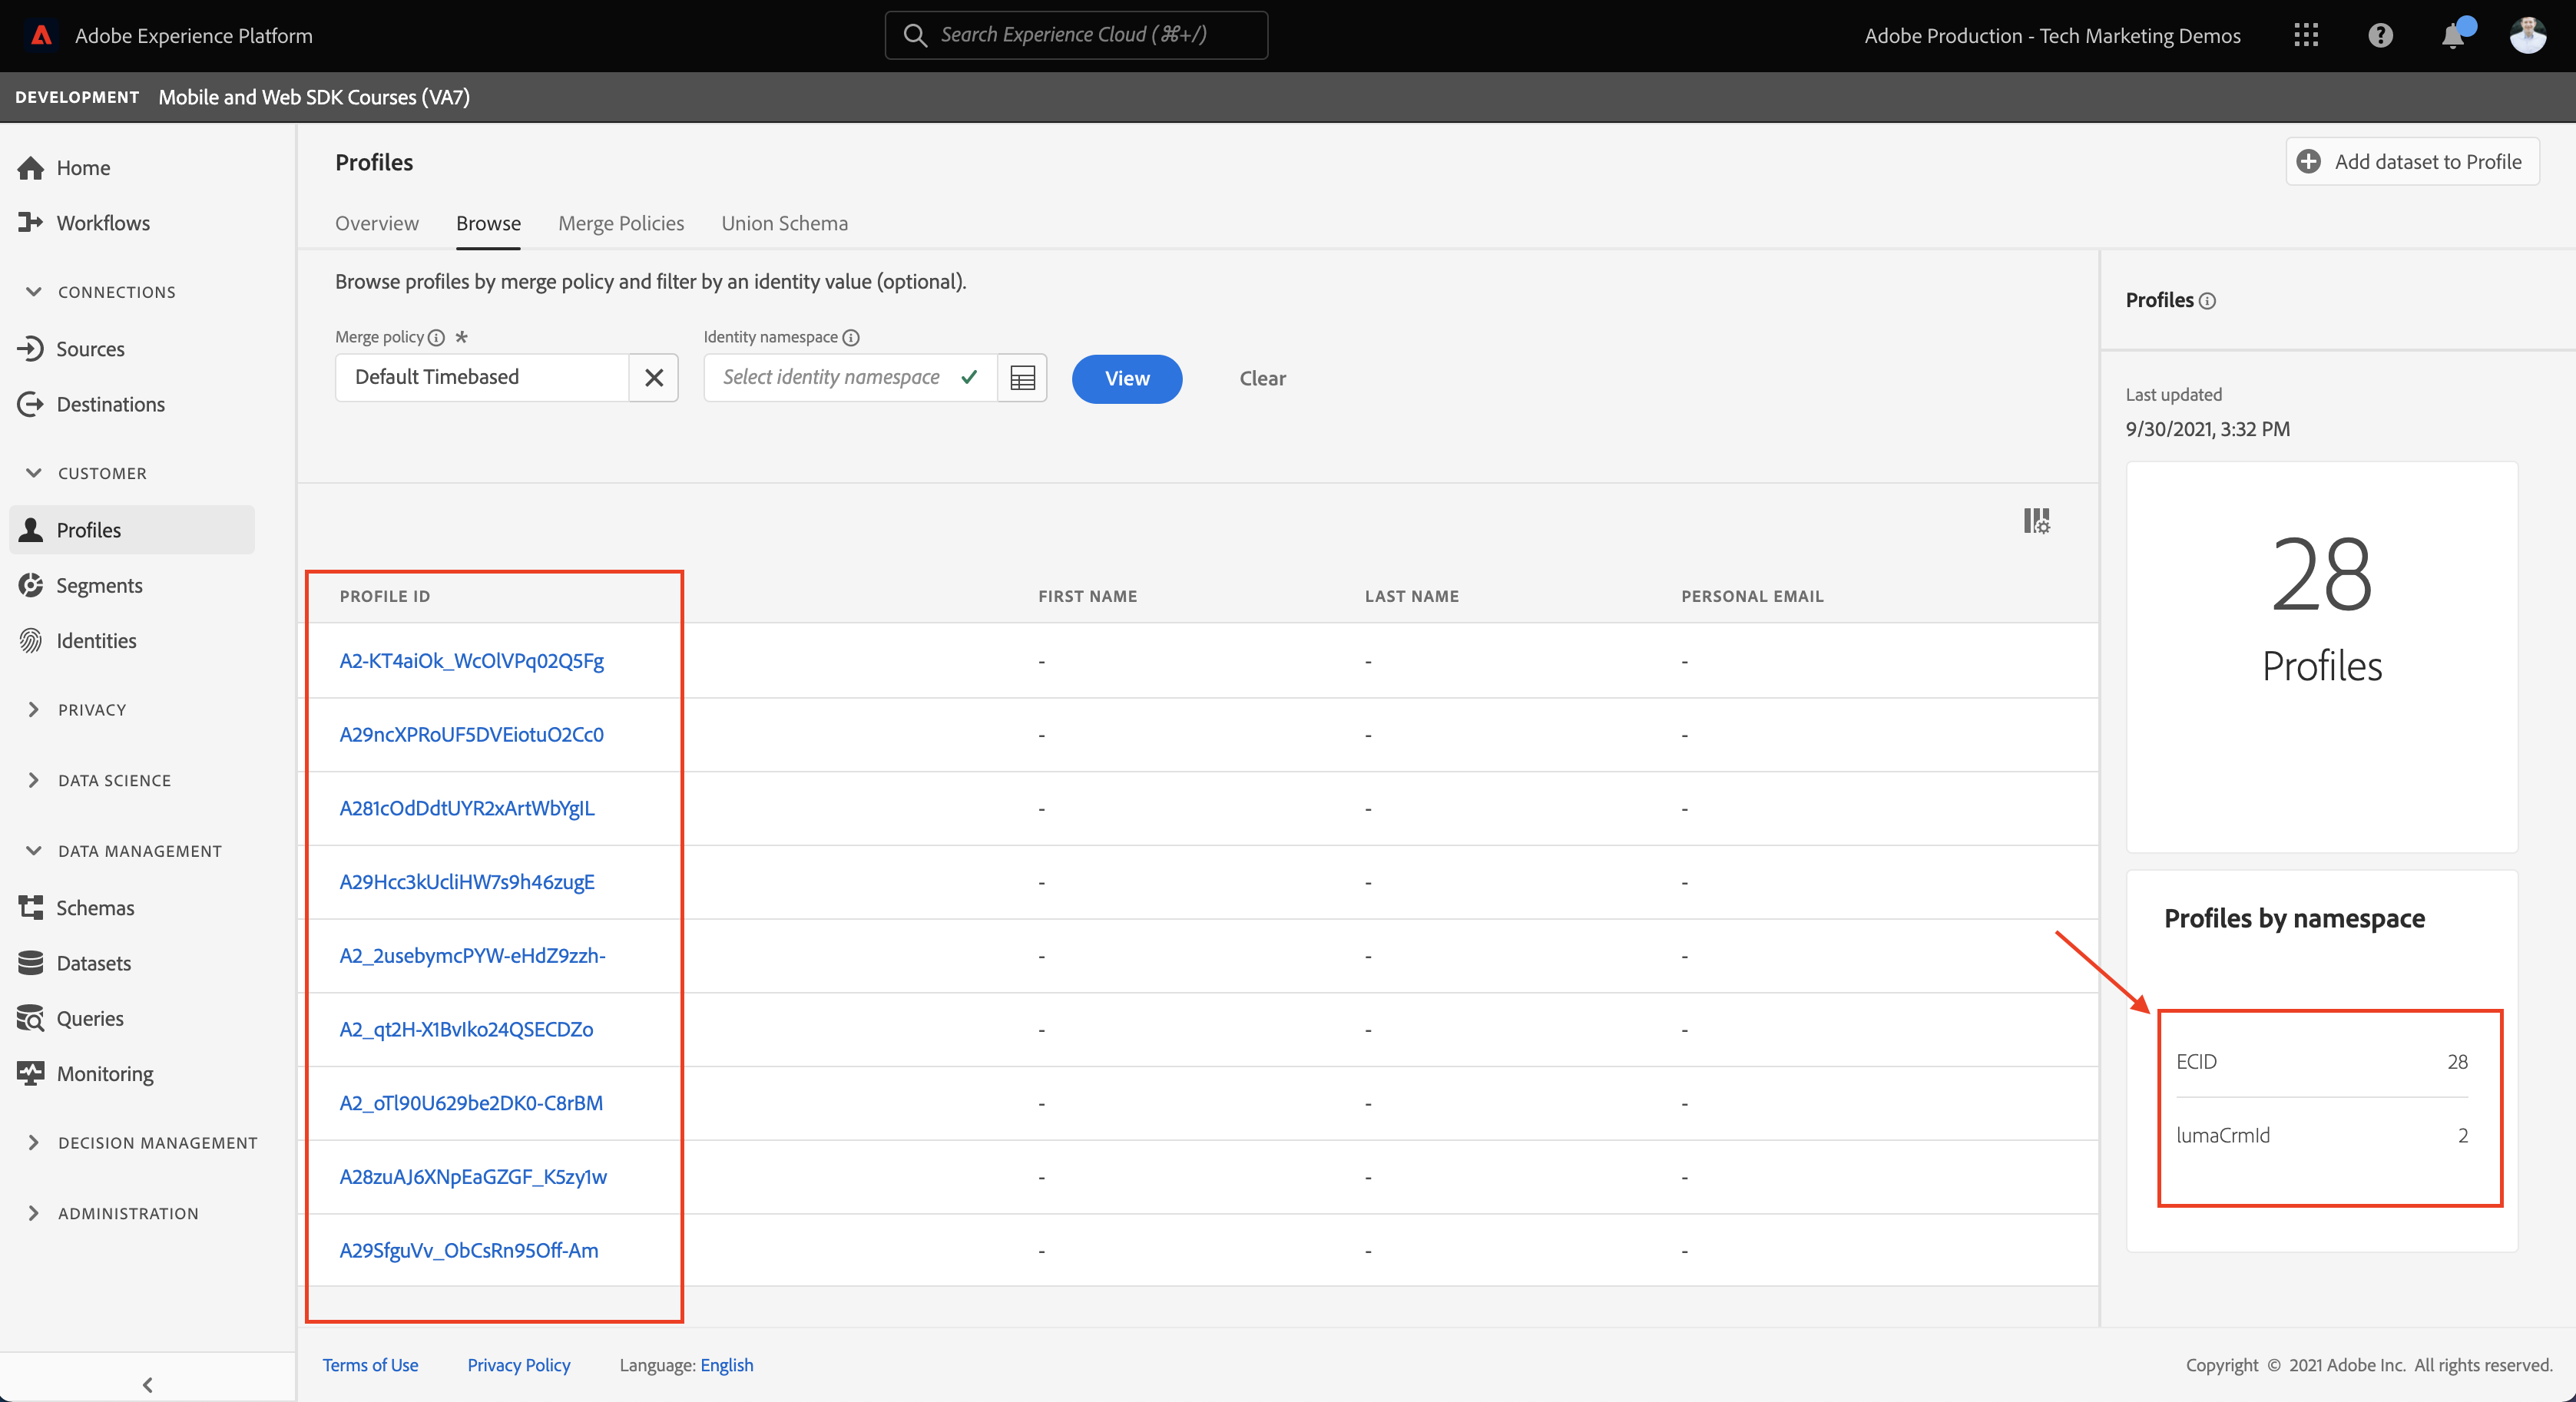 Adobe Experience Platform
Search Experience Cloud (⌘+/)
Adobe Production - Tech Marketing Demos
DEVELOPMENT Mobile and Web SDK Courses (VA7)
Home
Workflows
CONNECTIONS
Sources
Destinations
CUSTOMER
Profiles
Segments
Identities
PRIVACY
DATA SCIENCE
DATA MANAGEMENT
Schemas
Datasets
Queries
Monitoring
DECISION MANAGEMENT
ADMINISTRATION
Profiles
Add dataset to Profile
Overview Browse Merge Policies Union Schema
Browse profiles by merge policy and filter by an identity value (optional).
Merge policy * Identity namespace
Default Timebased Select identity namespace View Clear
PROFILE ID FIRST NAME LAST NAME PERSONAL EMAIL
A2-KT4aiOk_WcOlVPq02Q5Fg - - -
A29ncXPRoUF5DVEiotuO2Cc0 - - -
A281cOdDdtUYR2xArtWbYgIL - - -
A29Hcc3kUcliHW7s9h46zugE - - -
A2_2usebymcPYW-eHdZ9zzh- - - -
A2_qt2H-X1BvIko24QSECDZo - - -
A2_oTl90U629be2DK0-C8rBM - - -
A28zuAJ6XNpEaGZGF_K5zy1w - - -
A29SfguVv_ObCsRn95Off-Am - - -
Profiles
Last updated
9/30/2021, 3:32 PM
28
Profiles
Profiles by namespace
ECID 28
lumaCrmId 2
Terms of Use Privacy Policy Language: English
Copyright © 2021 Adobe Inc. All rights reserved.